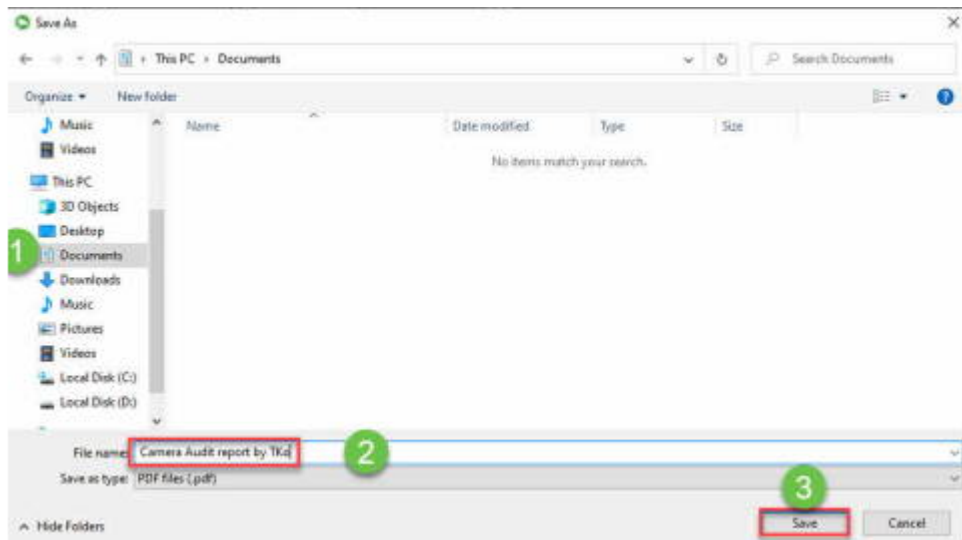 Save As
This PC › Documents
Search Documents
Organize
New folder
Name
Date modified
Type
Size
No items match your search.
Music
Videos
This PC
3D Objects
Desktop
1
Documents
Downloads
Music
Pictures
Videos
Local Disk (C:)
Local Disk (D:)
File name:
Camera Audit report by TKa
2
Save as type:
PDF files (.pdf)
3
Hide Folders
Save
Cancel